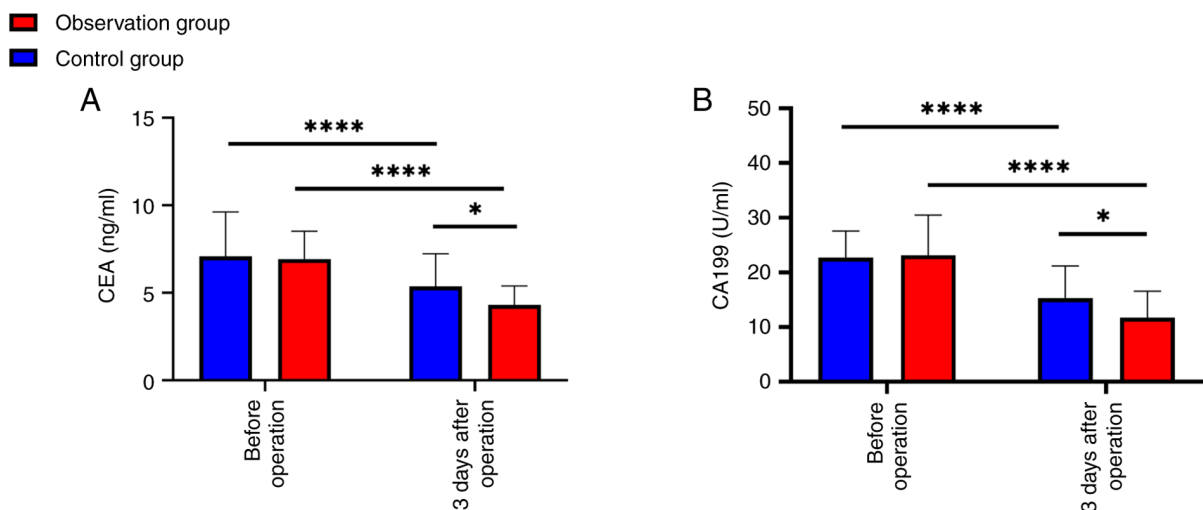 Observation group
Control group
A
15
10
5
0
CEA (ng/ml)
****
****
*
Before
operation
3 days after
operation
B
50
40
30
20
10
0
CA199 (U/ml)
****
****
*
Before
operation
3 days after
operation